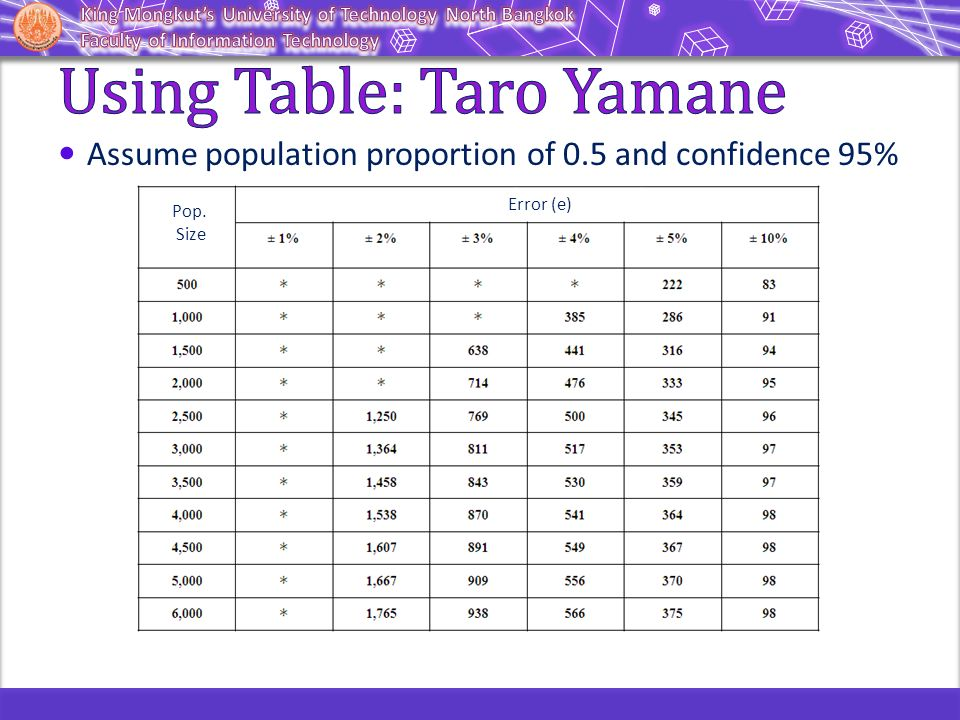 King Mongkut's University of Technology North Bangkok
Faculty of Information Technology
Using Table: Taro Yamane
• Assume population proportion of 0.5 and confidence 95%
Pop. Size Error (e)
± 1% ± 2% ± 3% ± 4% ± 5% ± 10%
500 * * * * 222 83
1,000 * * * 385 286 91
1,500 * * 638 441 316 94
2,000 * * 714 476 333 95
2,500 * 1,250 769 500 345 96
3,000 * 1,364 811 517 353 97
3,500 * 1,458 843 530 359 97
4,000 * 1,538 870 541 364 98
4,500 * 1,607 891 549 367 98
5,000 * 1,667 909 556 370 98
6,000 * 1,765 938 566 375 98